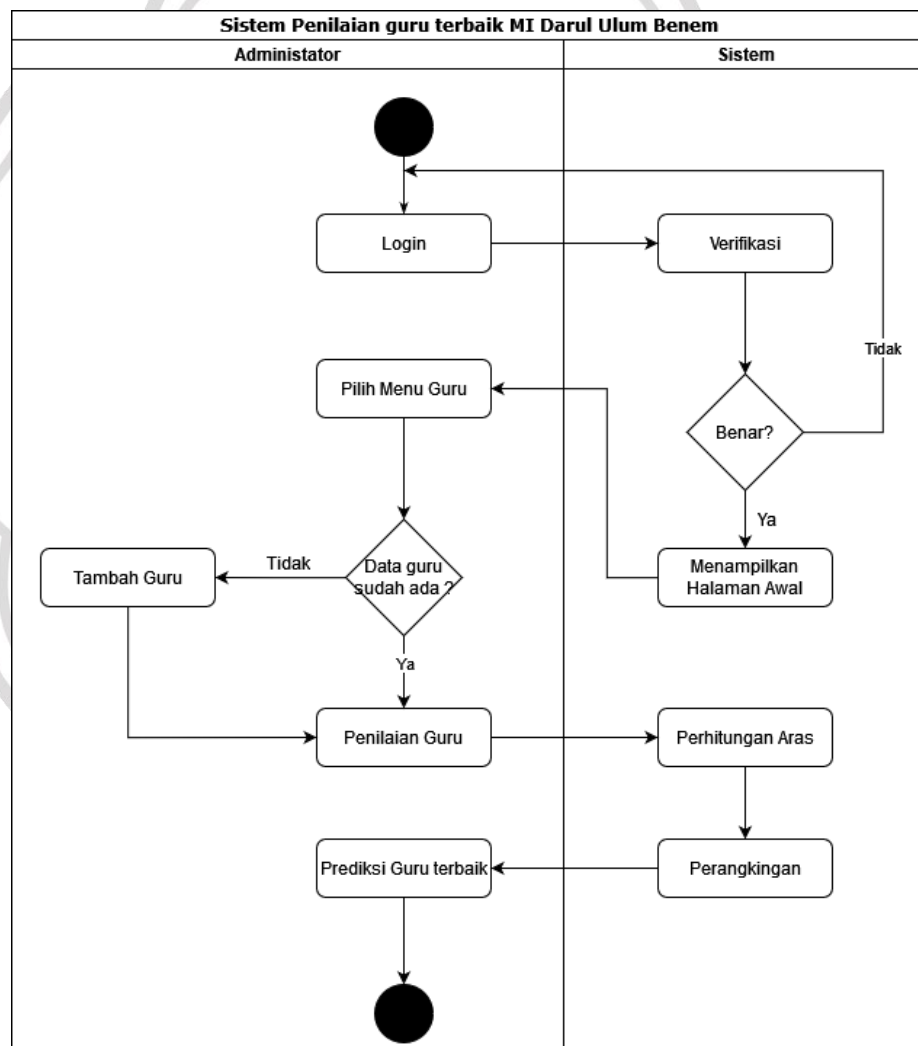 Sistem Penilaian guru terbaik MI Darul Ulum Benem
Administator
Sistem
Login
Verifikasi
Tidak
Pilih Menu Guru
Benar?
Ya
Tambah Guru
Tidak
Data guru
sudah ada ?
Menampilkan
Halaman Awal
Ya
Penilaian Guru
Perhitungan Aras
Prediksi Guru terbaik
Perangkingan